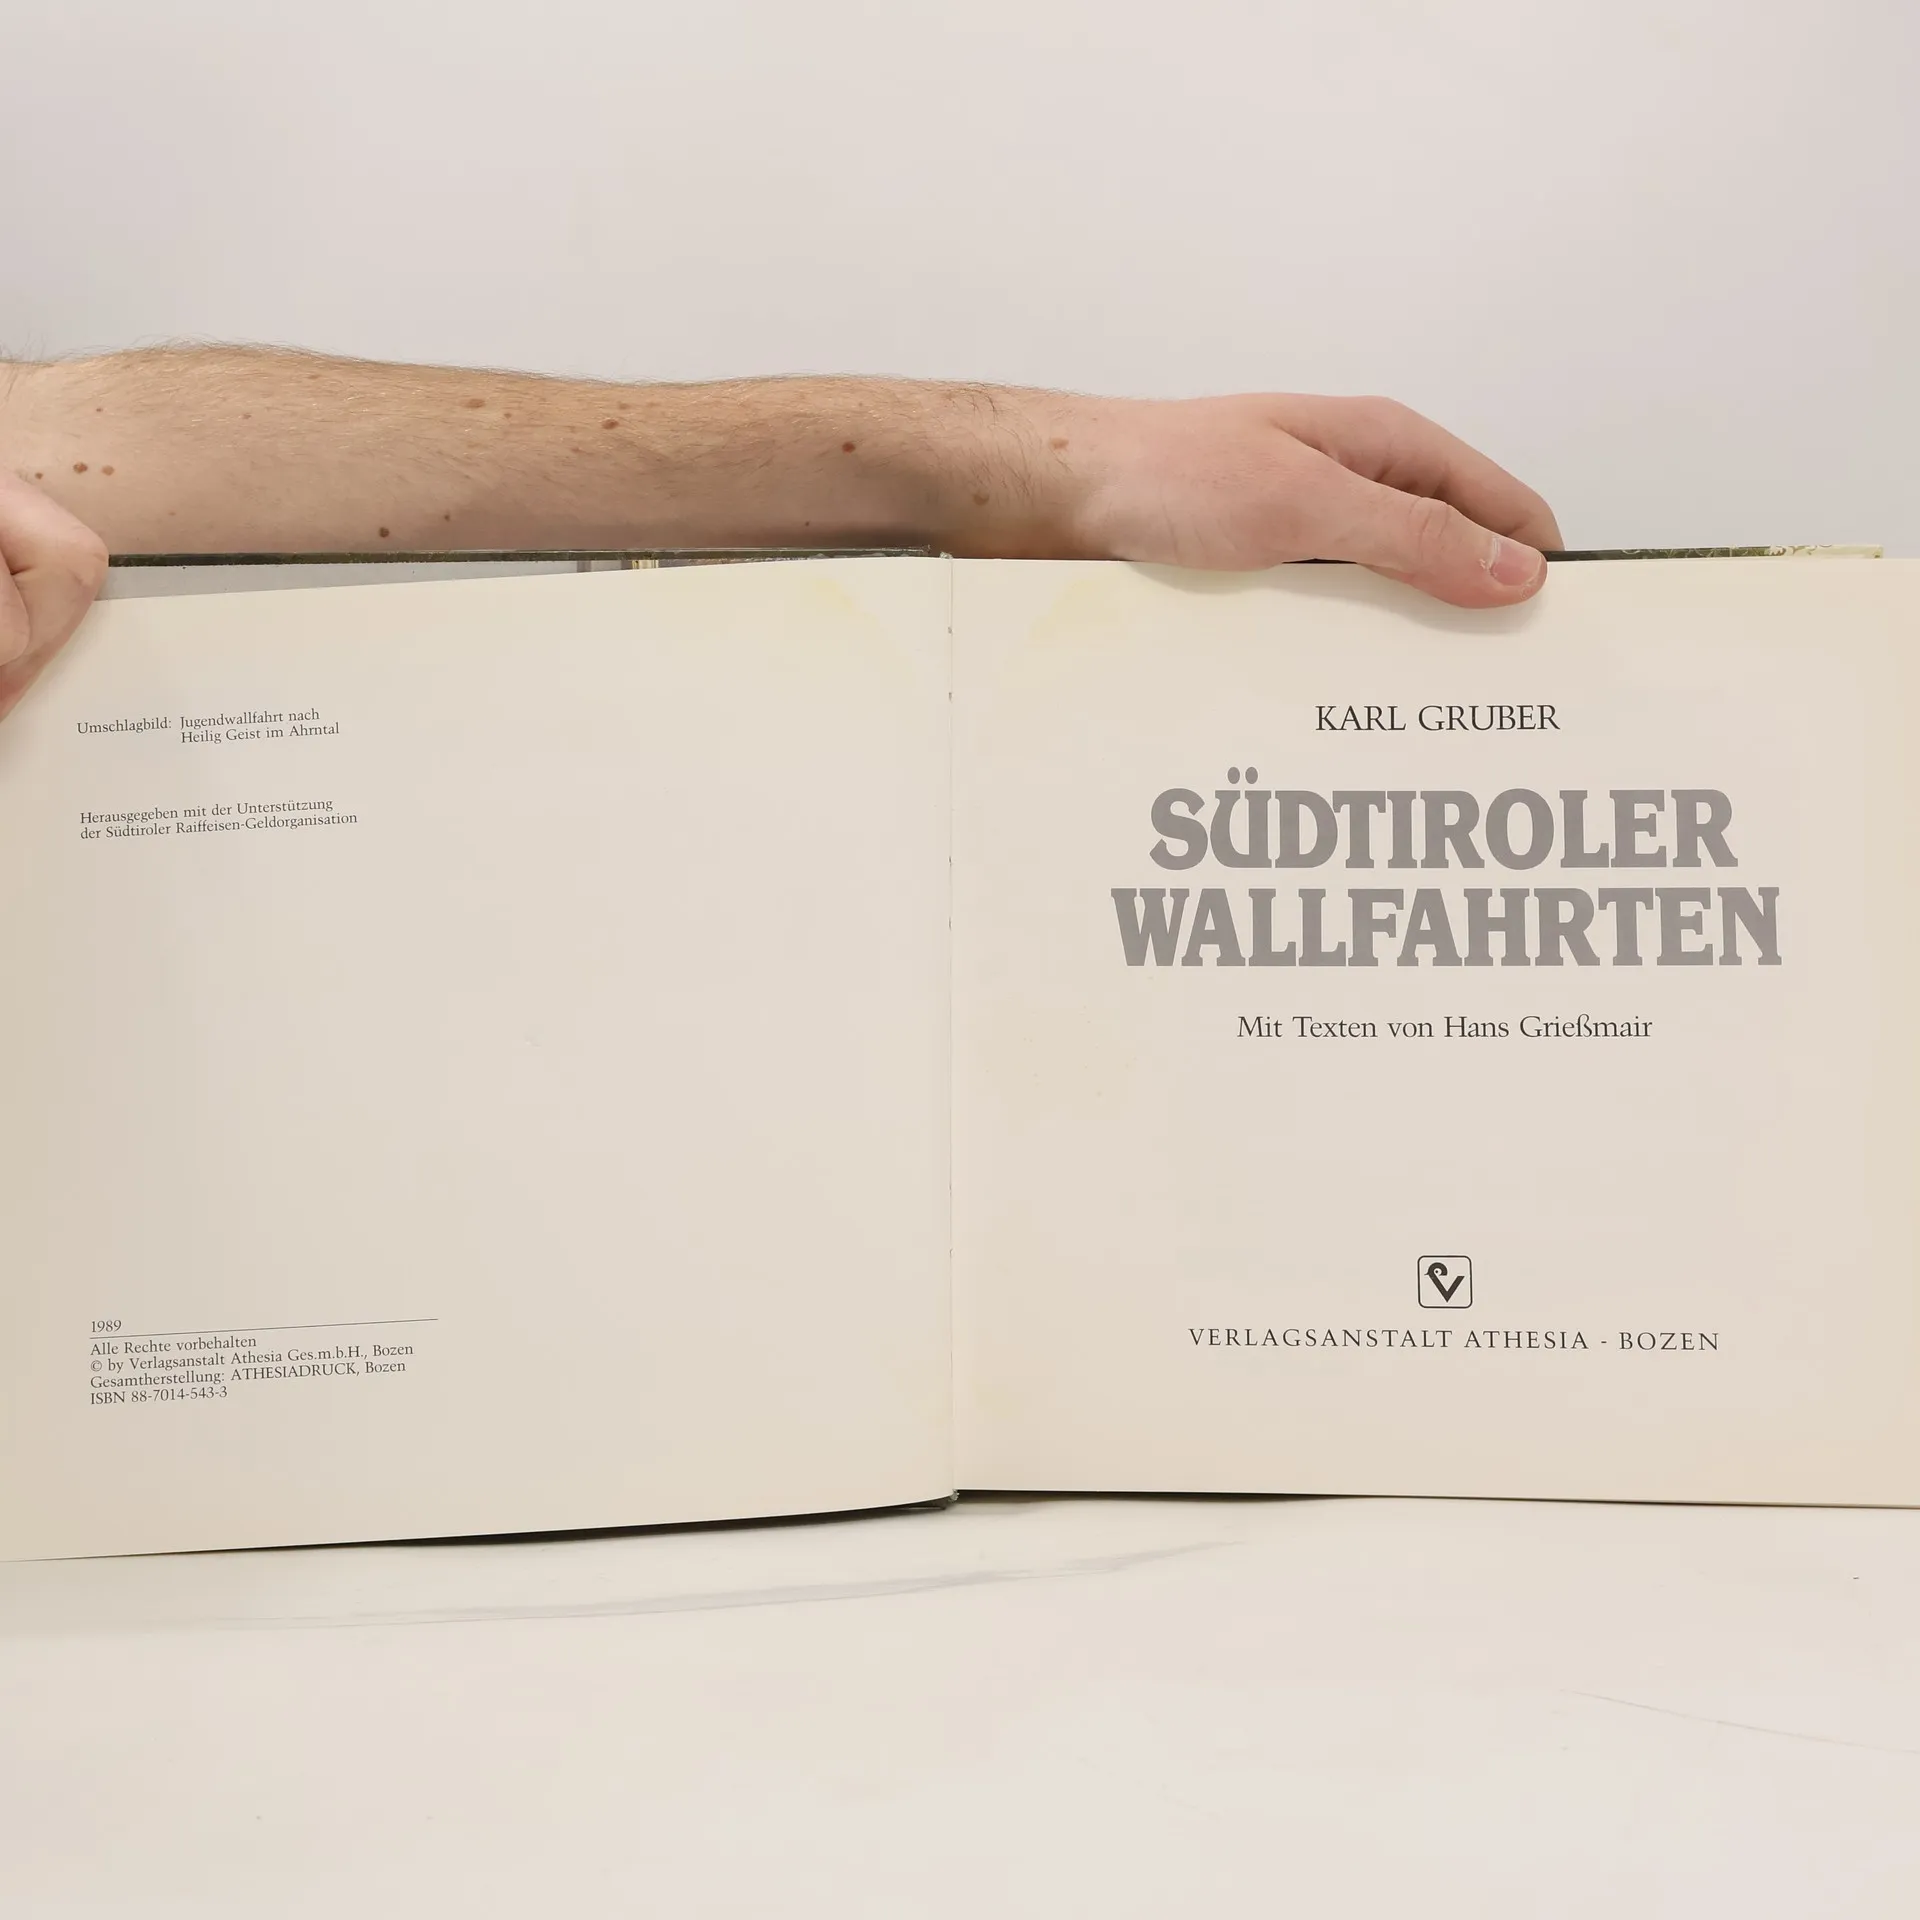 Umschlagbild: Jugendwallfahrt nach
Heilig Geist im Ahrntal
Herausgegeben mit der Unterstützung
der Südtiroler Raiffeisen-Geldorganisation
1989
Alle Rechte vorbehalten
© by Verlagsanstalt Athesia Ges.m.b.H., Bozen
Gesamtherstellung: ATHESIADRUCK, Bozen
ISBN 88-7014-543-3
KARL GRUBER
SÜDTIROLER
WALLFAHRTEN
Mit Texten von Hans Grießmair
VERLAGSANSTALT ATHESIA - BOZEN